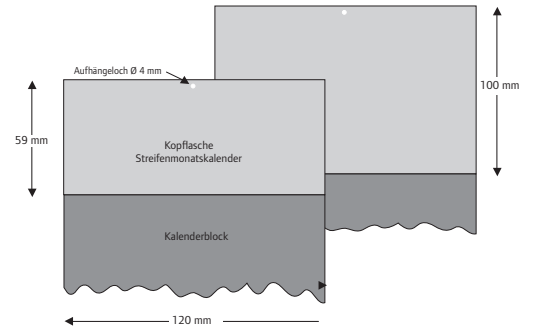 Aufhängeloch Ø 4 mm
100 mm
59 mm
Kopflasche
Streifenmonatskalender
Kalenderblock
120 mm